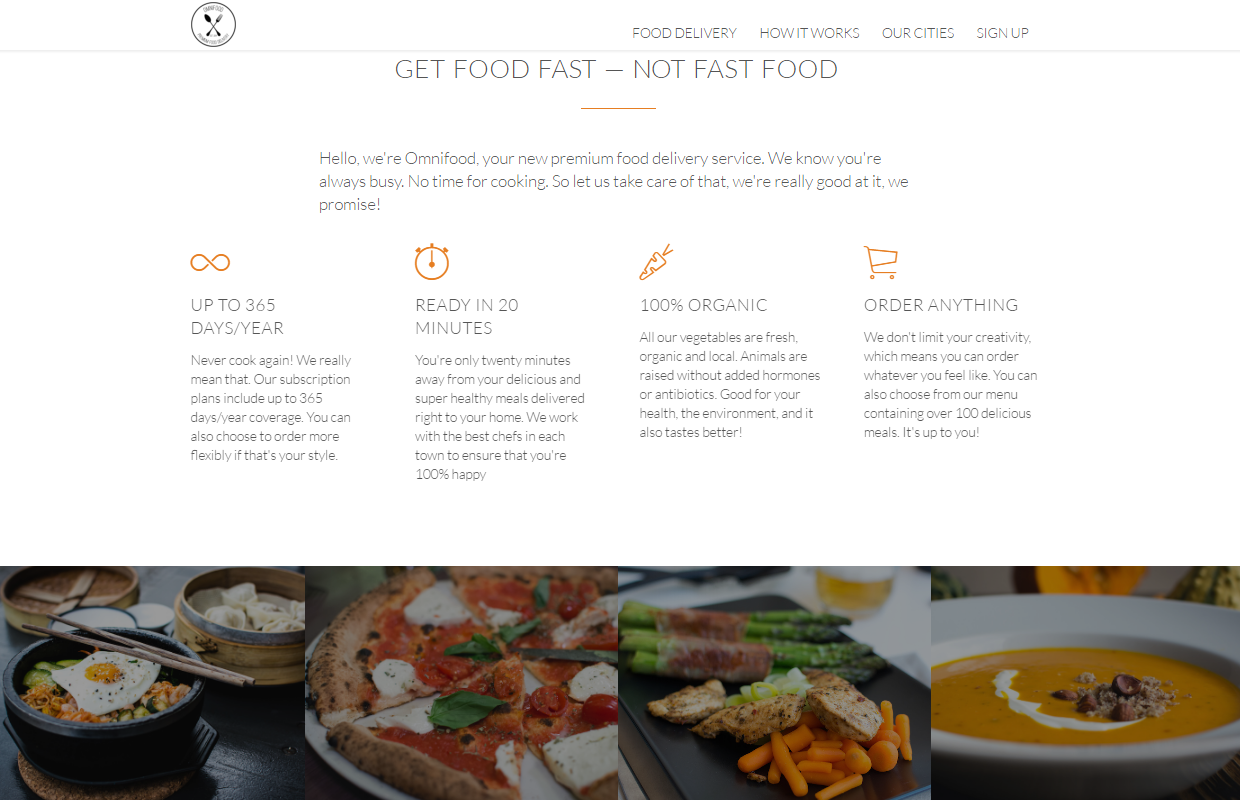 OMNIFOOD
FOOD DELIVERY HOW IT WORKS OUR CITIES SIGN UP
GET FOOD FAST — NOT FAST FOOD
Hello, we're Omnifood, your new premium food delivery service. We know you're
always busy. No time for cooking. So let us take care of that, we're really good at it, we
promise!
UP TO 365
DAYS/YEAR
Never cook again! We really
mean that. Our subscription
plans include up to 365
days/year coverage. You can
also choose to order more
flexibly if that's your style.
READY IN 20
MINUTES
You're only twenty minutes
away from your delicious and
super healthy meals delivered
right to your home. We work
with the best chefs in each
town to ensure that you're
100% happy
100% ORGANIC
All our vegetables are fresh,
organic and local. Animals are
raised without added hormones
or antibiotics. Good for your
health, the environment, and it
also tastes better!
ORDER ANYTHING
We don't limit your creativity,
which means you can order
whatever you feel like. You can
also choose from our menu
containing over 100 delicious
meals. It's up to you!